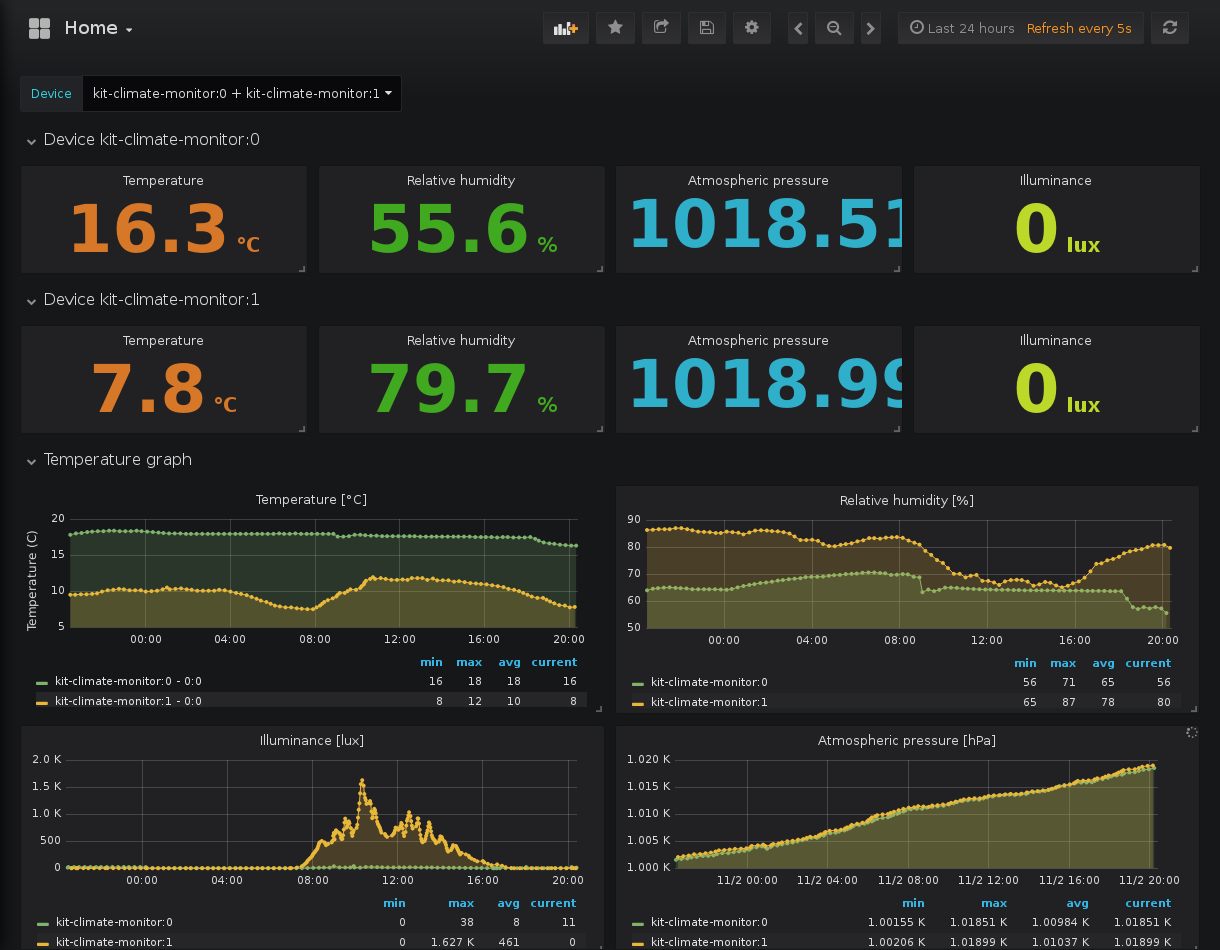 Home
Last 24 hours Refresh every 5s
Device kit-climate-monitor:0 + kit-climate-monitor:1
Device kit-climate-monitor:0
Temperature Relative humidity Atmospheric pressure Illuminance
16.3 °C 55.6 % 1018.51 0 lux
Device kit-climate-monitor:1
Temperature Relative humidity Atmospheric pressure Illuminance
7.8 °C 79.7 % 1018.99 0 lux
Temperature graph
Temperature [°C]
Temperature (C)
20
15
10
5
00:00 04:00 08:00 12:00 16:00 20:00
min max avg current
kit-climate-monitor:0 - 0:0 16 18 18 16
kit-climate-monitor:1 - 0:0 8 12 10 8
Relative humidity [%]
90
80
70
60
50
00:00 04:00 08:00 12:00 16:00 20:00
min max avg current
kit-climate-monitor:0 56 71 65 56
kit-climate-monitor:1 65 87 78 80
Illuminance [lux]
2.0 K
1.5 K
1.0 K
500
0
00:00 04:00 08:00 12:00 16:00 20:00
min max avg current
kit-climate-monitor:0 0 38 8 11
kit-climate-monitor:1 0 1.627 K 461 0
Atmospheric pressure [hPa]
1.020 K
1.015 K
1.010 K
1.005 K
1.000 K
11/2 00:00 11/2 04:00 11/2 08:00 11/2 12:00 11/2 16:00 11/2 20:00
min max avg current
kit-climate-monitor:0 1.00155 K 1.01851 K 1.00984 K 1.01851 K
kit-climate-monitor:1 1.00206 K 1.01899 K 1.01037 K 1.01899 K